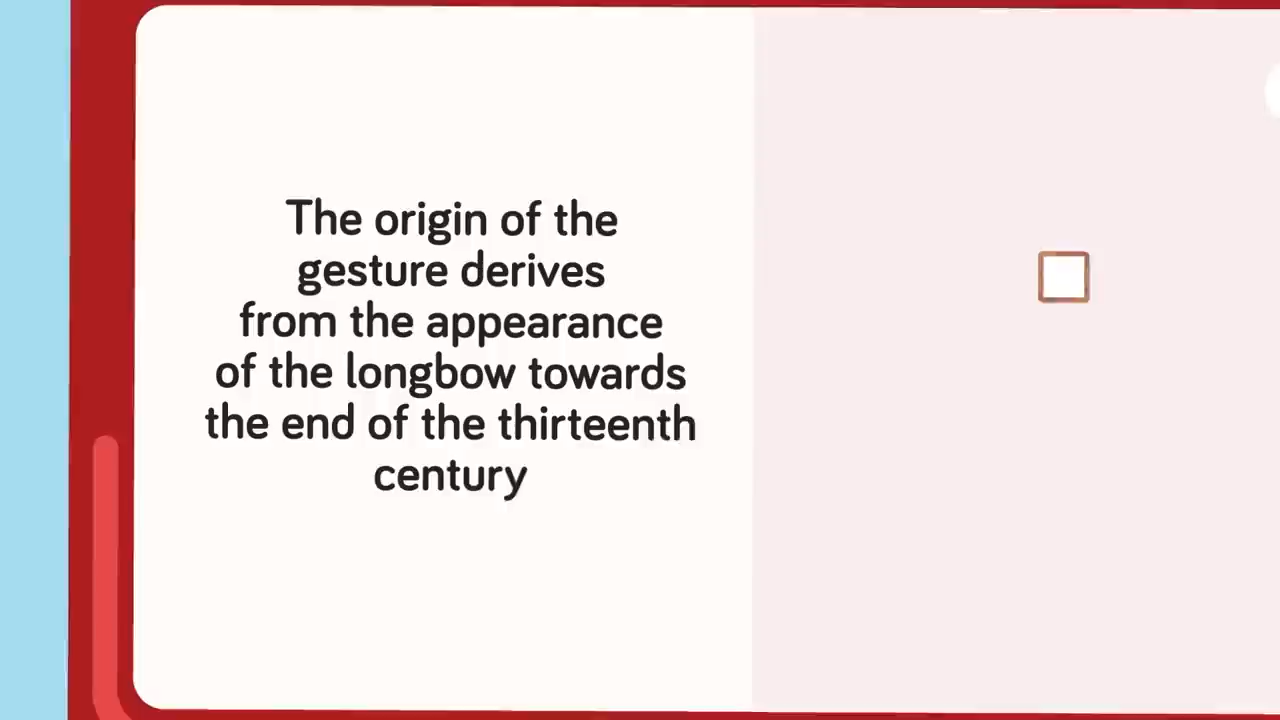 The origin of the
gesture derives
from the appearance
of the longbow towards
the end of the thirteenth
century